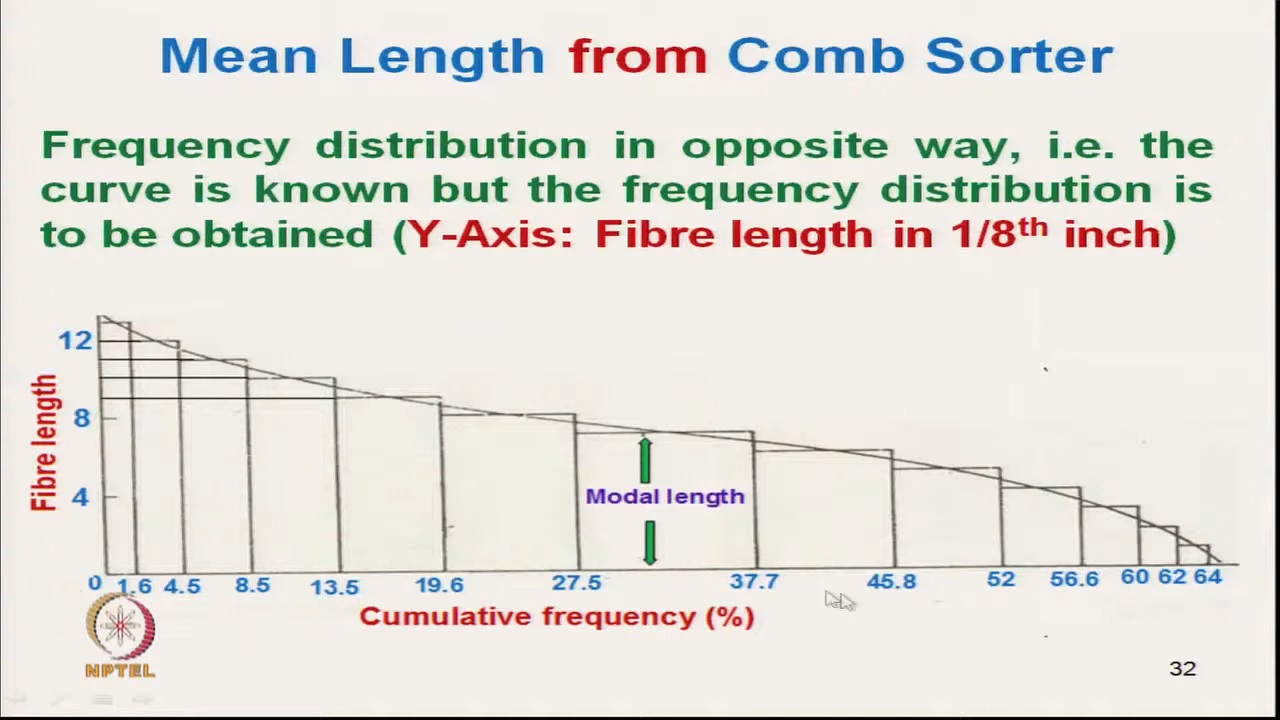 Mean Length from Comb Sorter
Frequency distribution in opposite way, i.e. the
curve is known but the frequency distribution is
to be obtained (Y-Axis: Fibre length in 1/8th inch)
12
8
4
Fibre length
Modal length
0 1.6 4.5 8.5 13.5 19.6 27.5 37.7 45.8 52 56.6 60 62 64
Cumulative frequency (%)
NPTEL
32